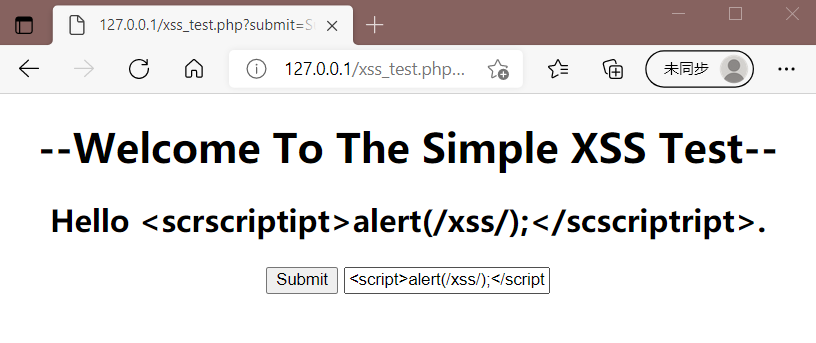 127.0.0.1/xss_test.php?submit=S
127.0.0.1/xss_test.php...
未同步
--Welcome To The Simple XSS Test--
Hello <scrscriptipt>alert(/xss/);</scscriptript>.
Submit
<script>alert(/xss/);</script